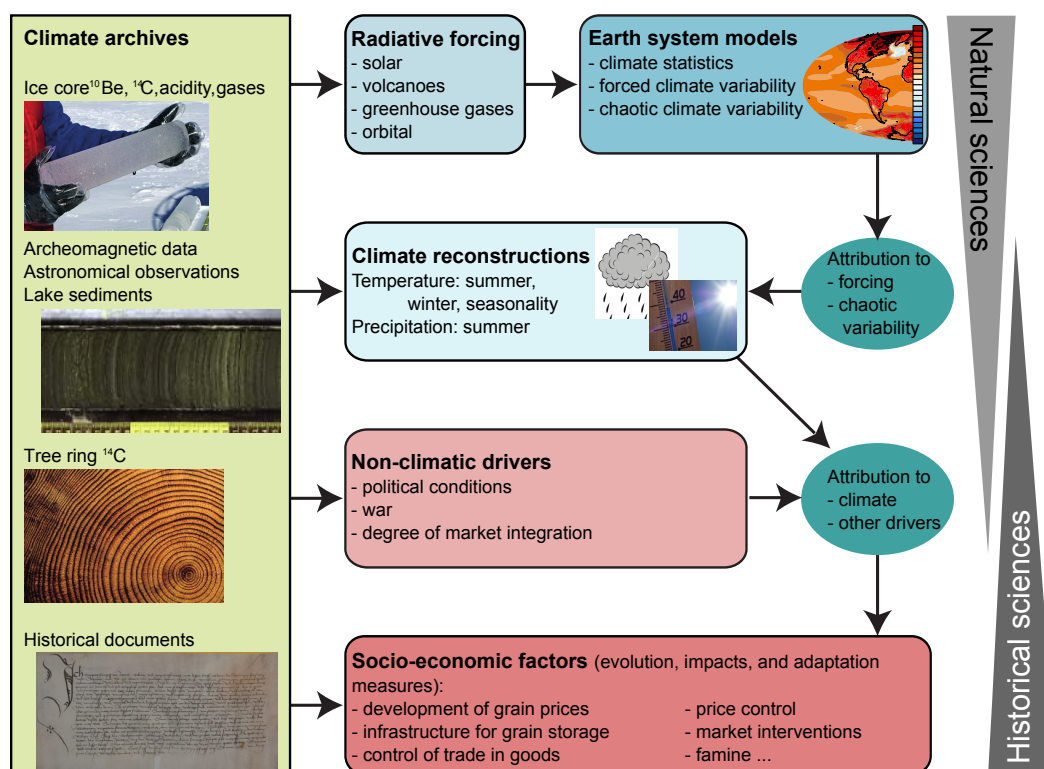 Climate archives
Ice core ¹⁰Be, ¹⁴C, acidity, gases
Archeomagnetic data
Astronomical observations
Lake sediments
Tree ring ¹⁴C
Historical documents
Radiative forcing
- solar
- volcanoes
- greenhouse gases
- orbital
Earth system models
- climate statistics
- forced climate variability
- chaotic climate variability
Climate reconstructions
Temperature: summer,
winter, seasonality
Precipitation: summer
40
30
20
Attribution to
- forcing
- chaotic
variability
Non-climatic drivers
- political conditions
- war
- degree of market integration
Attribution to
- climate
- other drivers
Socio-economic factors (evolution, impacts, and adaptation
measures):
- development of grain prices
- infrastructure for grain storage
- control of trade in goods
- price control
- market interventions
- famine ...
Natural sciences
Historical sciences